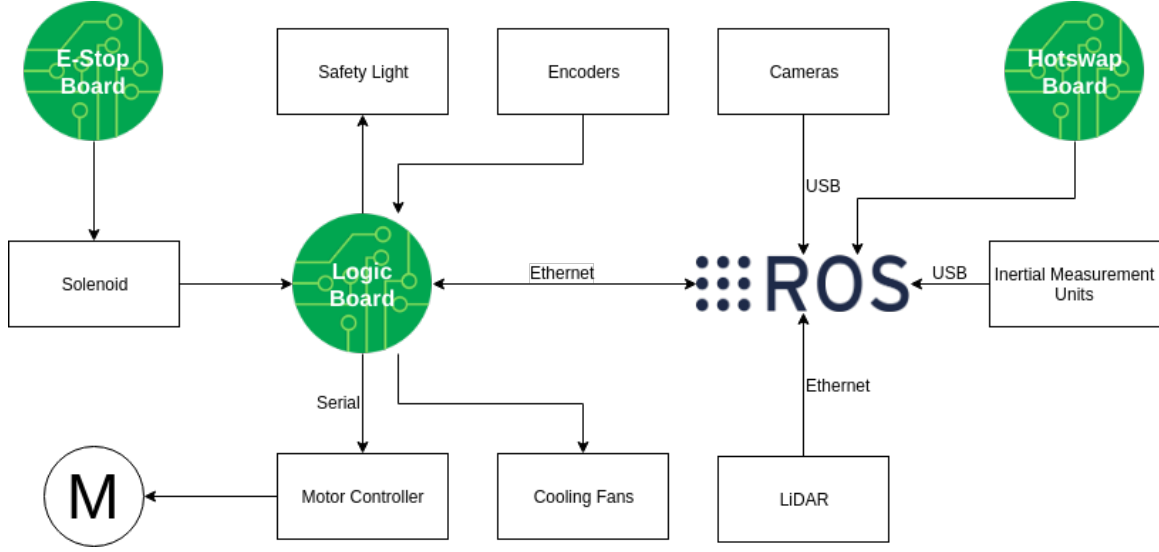 E-Stop
Board
Safety Light
Encoders
Cameras
Hotswap
Board
USB
Solenoid
Logic
Board
Ethernet
ROS
USB
Inertial Measurement
Units
Serial
Ethernet
M
Motor Controller
Cooling Fans
LiDAR